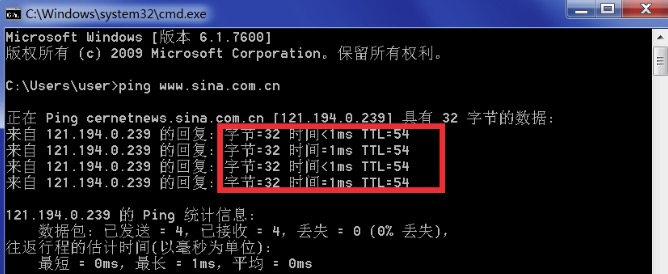 C:\Windows\system32\cmd.exe
Microsoft Windows [版本 6.1.7600]
版权所有 (c) 2009 Microsoft Corporation。保留所有权利。
C:\Users\user>ping www.sina.com.cn
正在 Ping cernetnews.sina.com.cn [121.194.0.239] 具有 32 字节的数据:
来自 121.194.0.239 的回复: 字节=32 时间<1ms TTL=54
来自 121.194.0.239 的回复: 字节=32 时间=1ms TTL=54
来自 121.194.0.239 的回复: 字节=32 时间<1ms TTL=54
来自 121.194.0.239 的回复: 字节=32 时间=1ms TTL=54
121.194.0.239 的 Ping 统计信息:
数据包: 已发送 = 4，已接收 = 4，丢失 = 0 (0% 丢失)，
往返行程的估计时间(以毫秒为单位):
最短 = 0ms，最长 = 1ms，平均 = 0ms